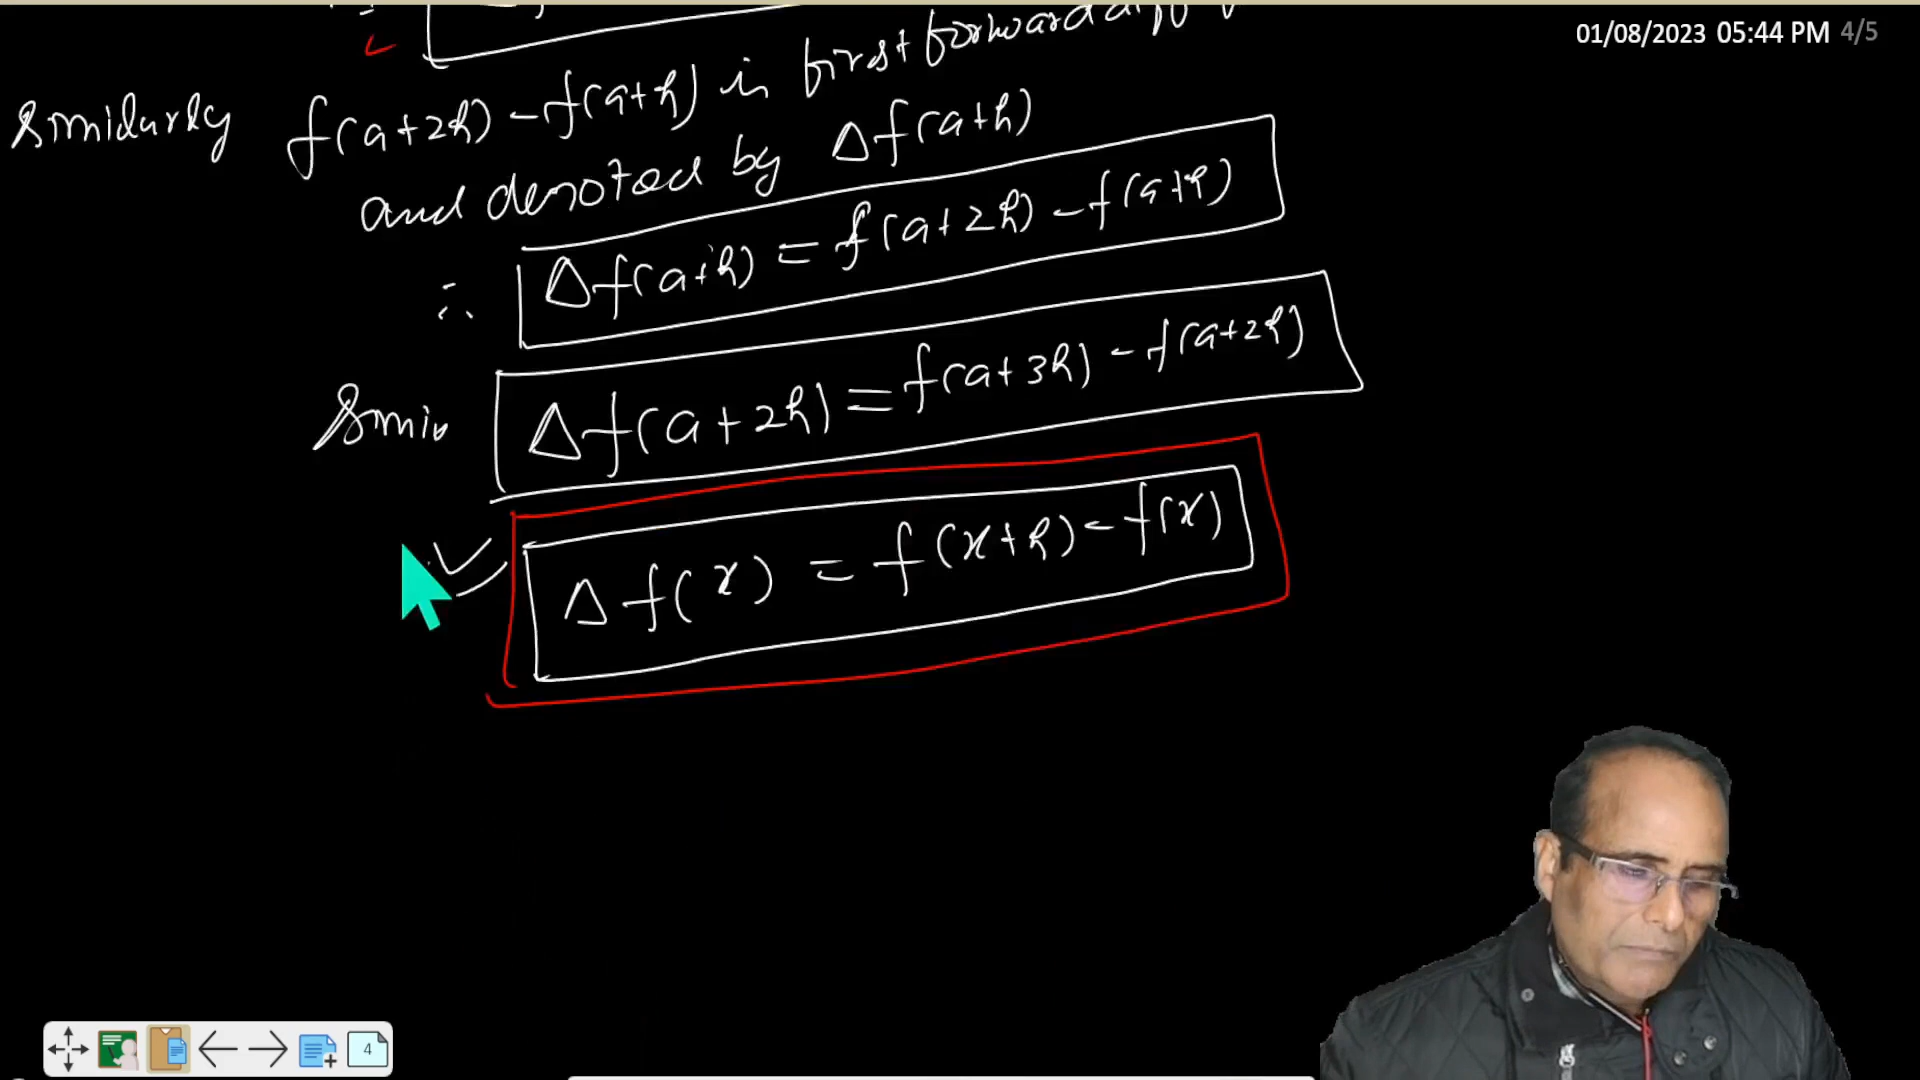 01/08/2023 05:44 PM 4/5
Similarly f(a+2h) - f(a+h) is first forward
and denoted by Δf(a+h)
∴ Δf(a+h) = f(a+2h) - f(a+h)
Simi Δf(a+2h) = f(a+3h) - f(a+2h)
Δf(x) = f(x+h) - f(x)
4